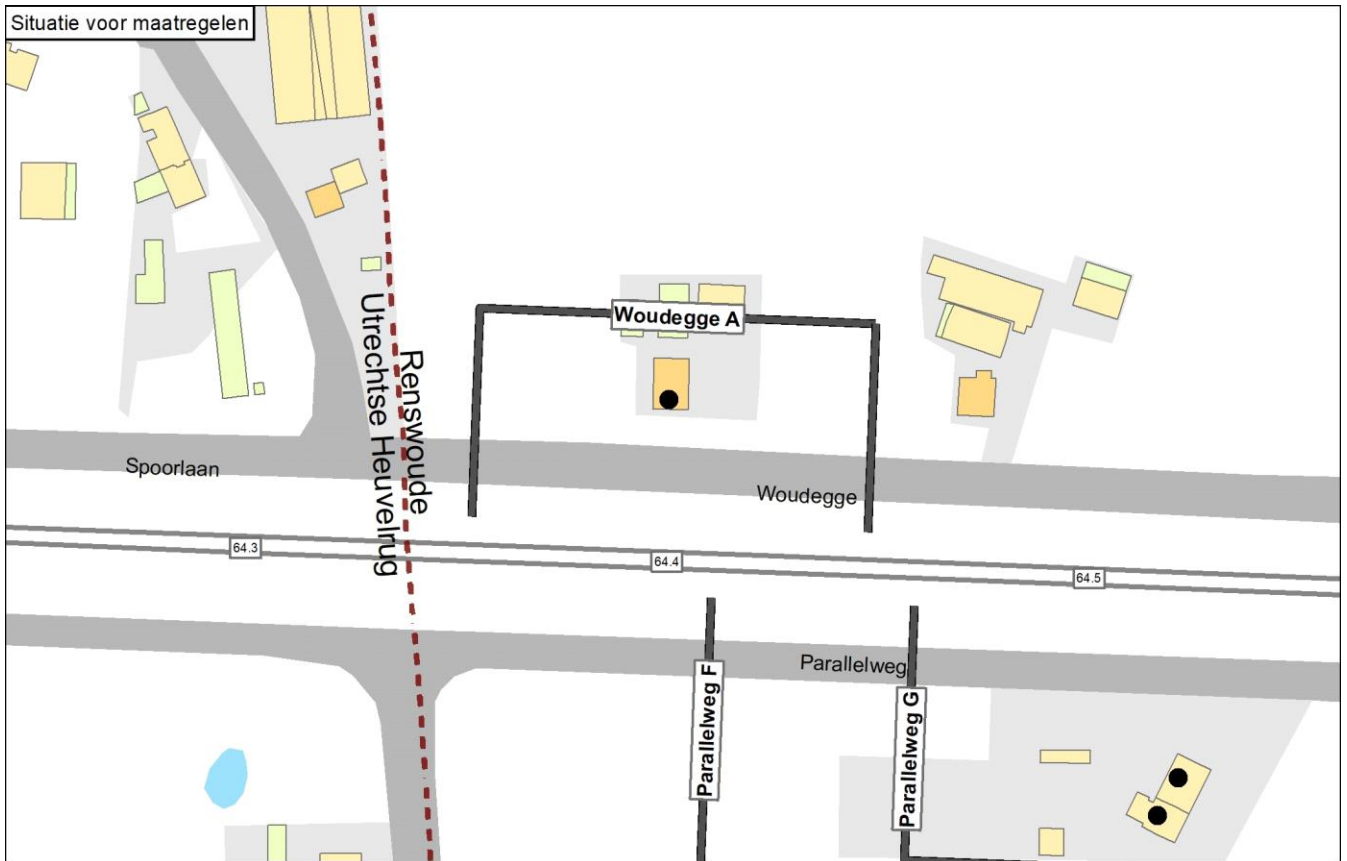 Situatie voor maatregelen
Woudegge A
Utrechtse Heuvelrug
Renswoude
Spoorlaan
Woudegge
64.3
64.4
64.5
Parallelweg
Parallelweg F
Parallelweg G